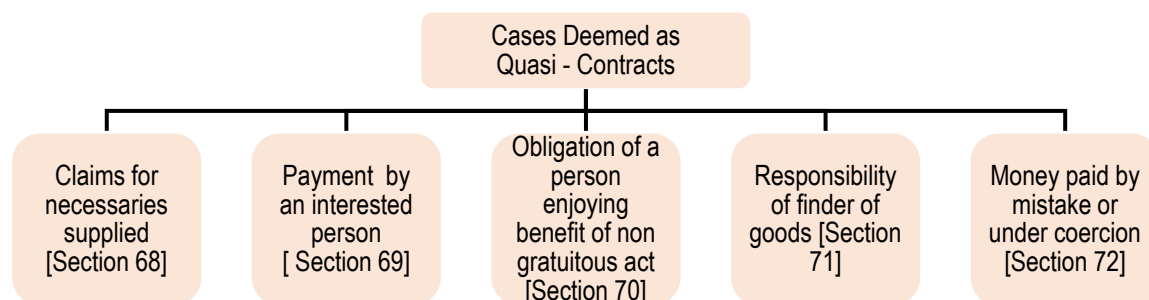 Cases Deemed as
Quasi - Contracts
Claims for
necessaries
supplied
[Section 68]
Payment by
an interested
person
[ Section 69]
Obligation of a
person
enjoying
benefit of non
gratuitous act
[Section 70]
Responsibility
of finder of
goods [Section
71]
Money paid by
mistake or
under coercion
[Section 72]